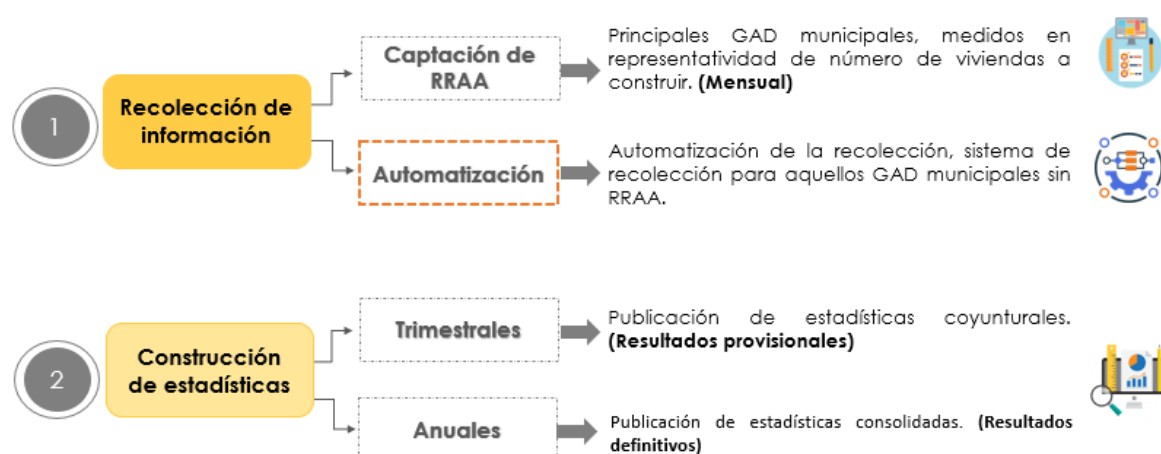 1
Recolección de
información
Captación de
RRAA
Principales GAD municipales, medidos en
representatividad de número de viviendas a
construir. (Mensual)
Automatización
Automatización de la recolección, sistema de
recolección para aquellos GAD municipales sin
RRAA.
2
Construcción
de estadísticas
Trimestrales
Publicación de estadísticas coyunturales.
(Resultados provisionales)
Anuales
Publicación de estadísticas consolidadas. (Resultados
definitivos)